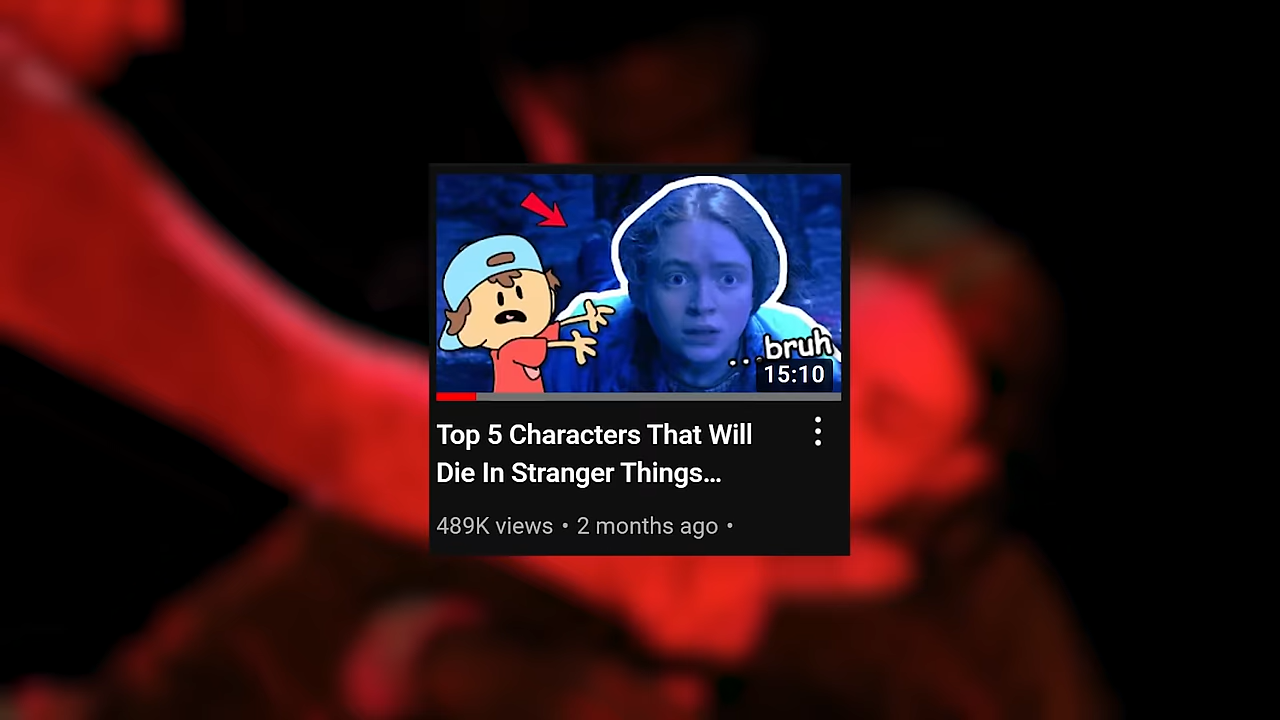 ...bruh
15:10
Top 5 Characters That Will
Die In Stranger Things...
489K views • 2 months ago •